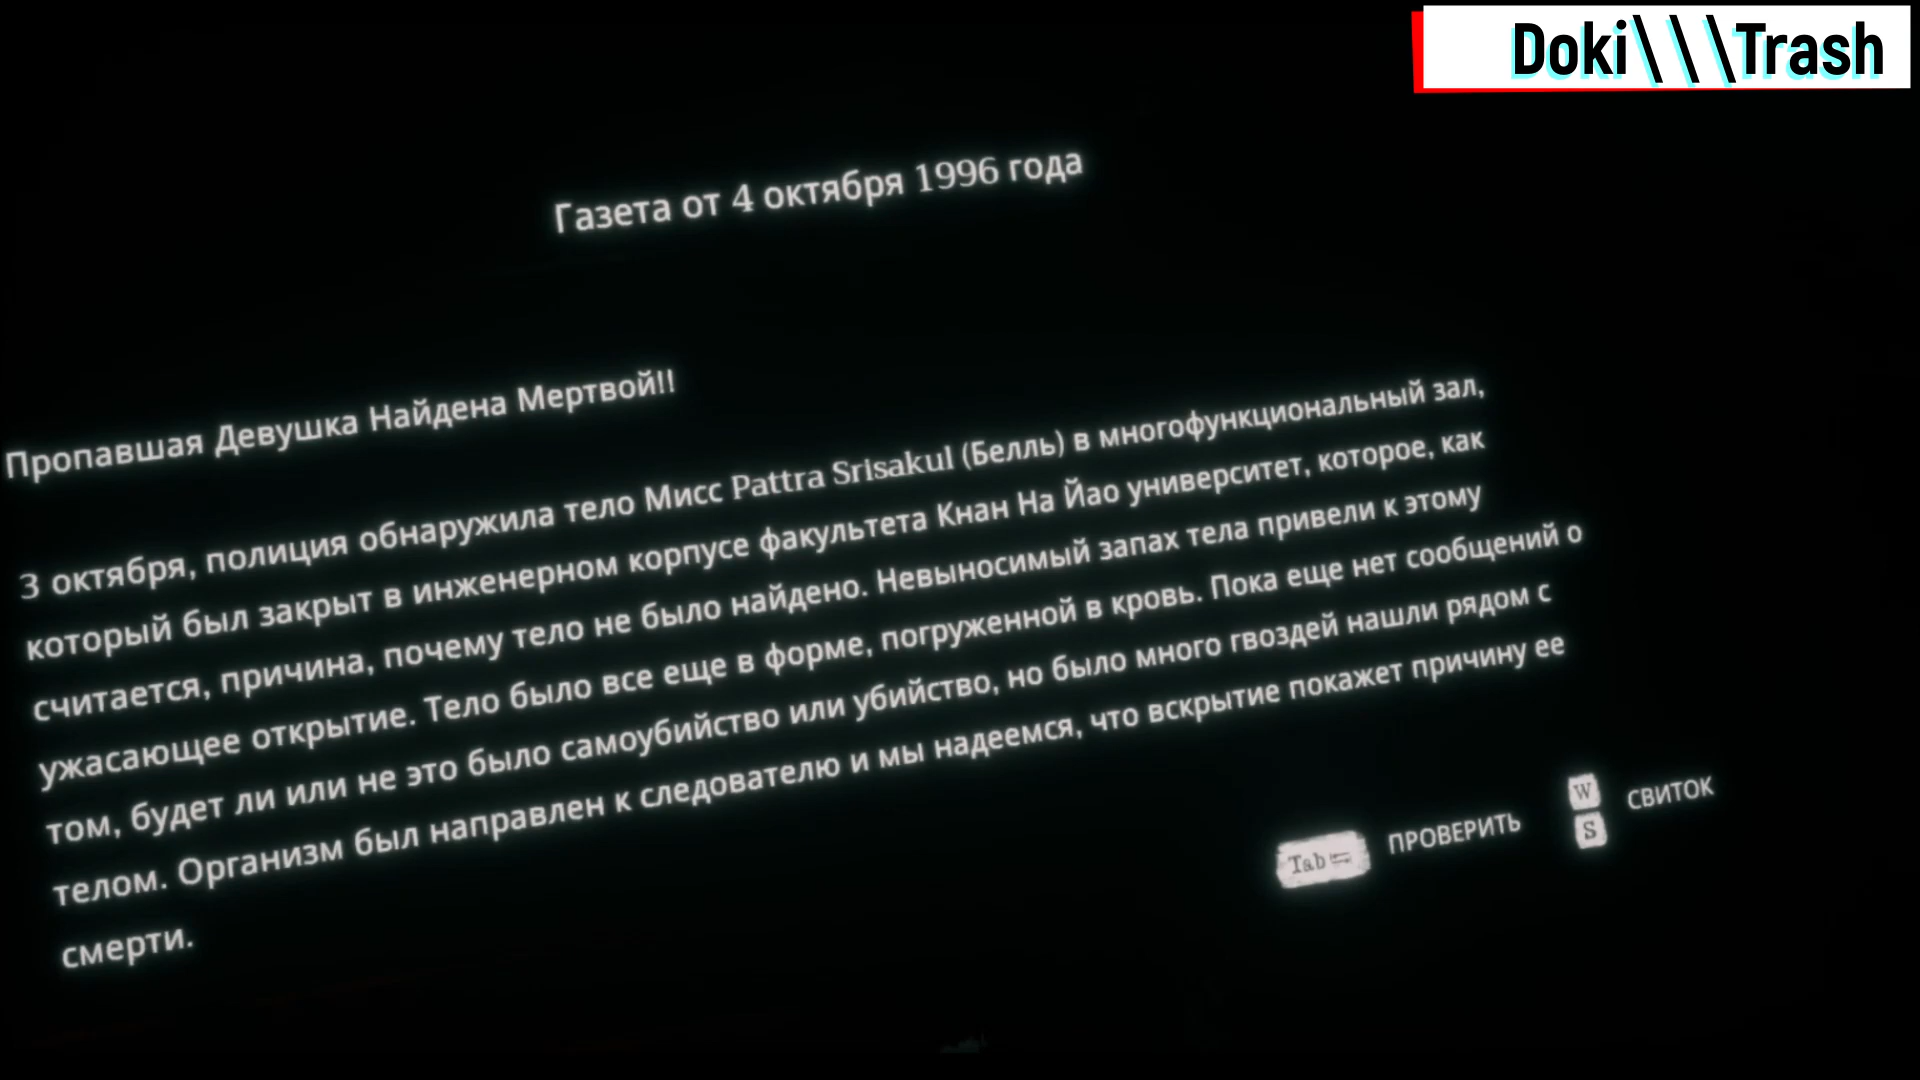 Doki\\\Trash
Газета от 4 октября 1996 года
Пропавшая Девушка Найдена Мертвой!!
3 октября, полиция обнаружила тело Мисс Pattra Srisakul (Белль) в многофункциональный зал,
который был закрыт в инженерном корпусе факультета Кнан На Йао университет, которое, как
считается, причина, почему тело не было найдено. Невыносимый запах тела привели к этому
ужасающее открытие. Тело было все еще в форме, погруженной в кровь. Пока еще нет сообщений о
том, будет ли или не это было самоубийство или убийство, но было много гвоздей нашли рядом с
телом. Организм был направлен к следователю и мы надеемся, что вскрытие покажет причину ее
смерти.
Tab ПРОВЕРИТЬ
W
S
СВИТОК